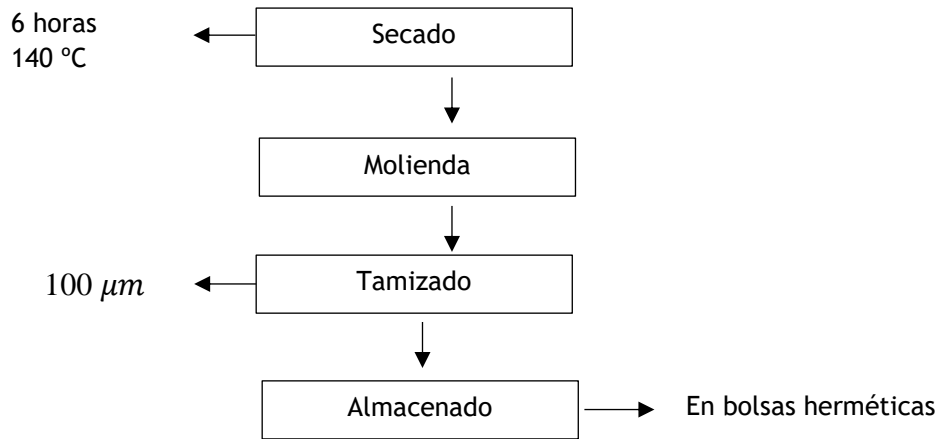 6 horas
140 ºC
Secado
Molienda
100 𝜇𝑚
Tamizado
Almacenado
En bolsas herméticas